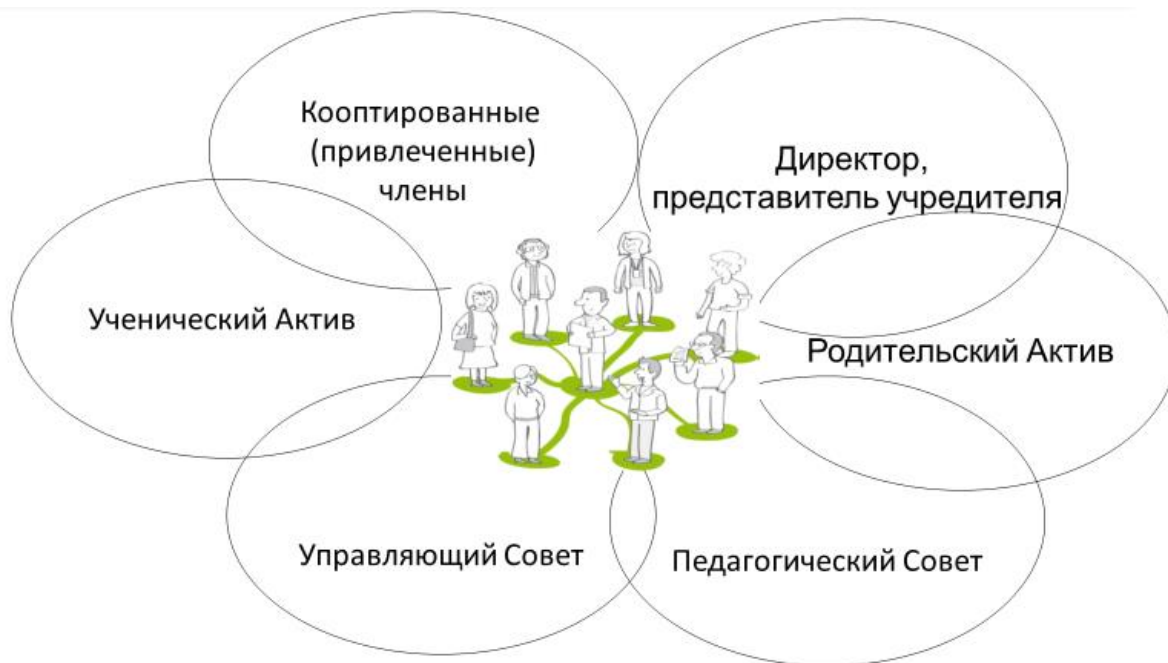 Кооптированные
(привлеченные)
члены
Директор,
представитель учредителя
Ученический Актив
Родительский Актив
Управляющий Совет
Педагогический Совет